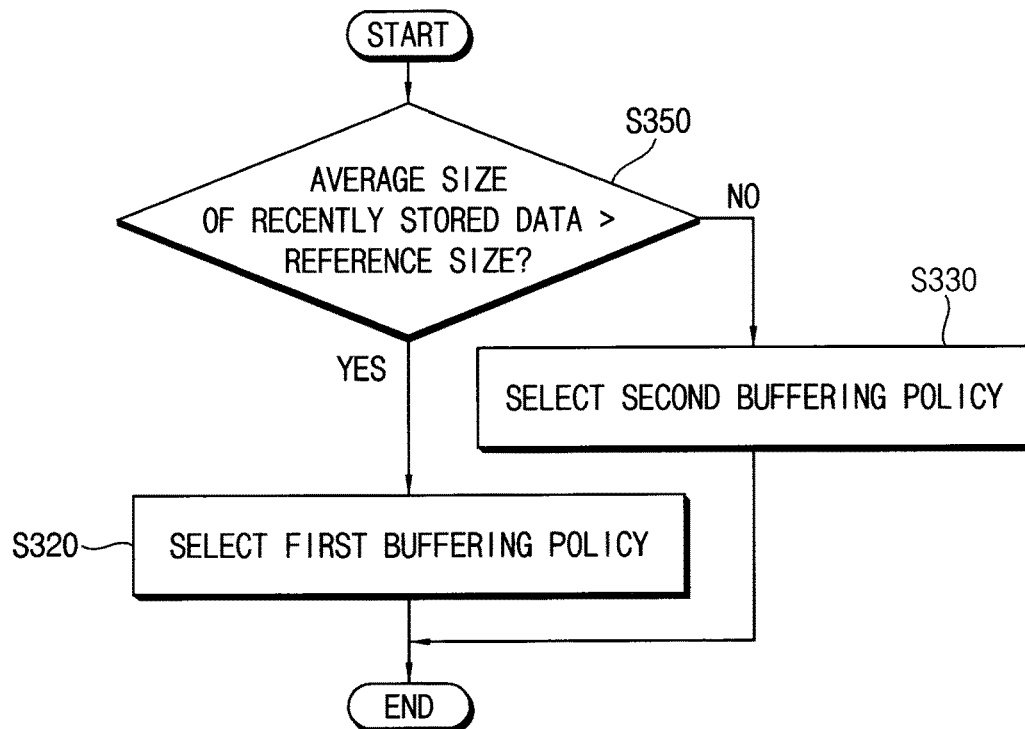 START
S350
AVERAGE SIZE
OF RECENTLY STORED DATA >
REFERENCE SIZE?
NO
S330
YES
SELECT SECOND BUFFERING POLICY
S320
SELECT FIRST BUFFERING POLICY
END